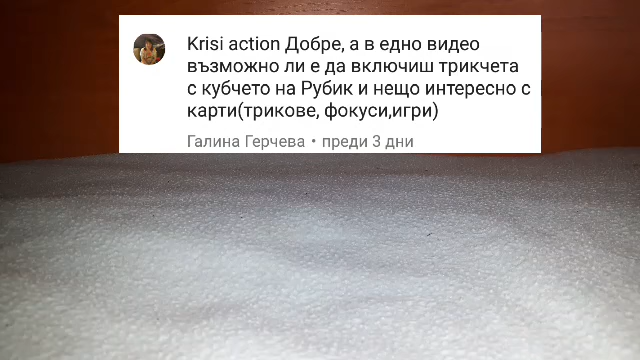 Krisi action Добре, а в едно видео
възможно ли е да включиш трикчета
с кубчето на Рубик и нещо интересно с
карти(трикове, фокуси,игри)
Галина Герчева • преди 3 дни